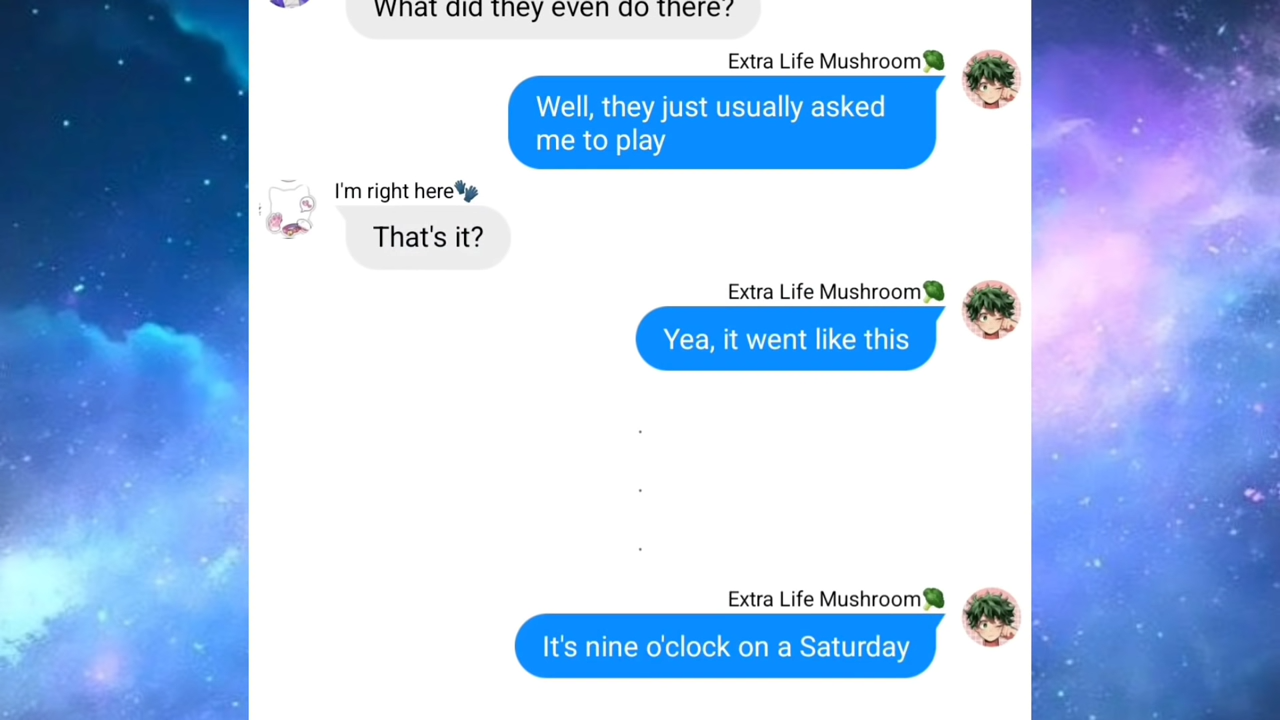 What did they even do there?
Extra Life Mushroom🥦
Well, they just usually asked
me to play
I'm right here🧤
That's it?
Extra Life Mushroom🥦
Yea, it went like this
.
.
.
Extra Life Mushroom🥦
It's nine o'clock on a Saturday